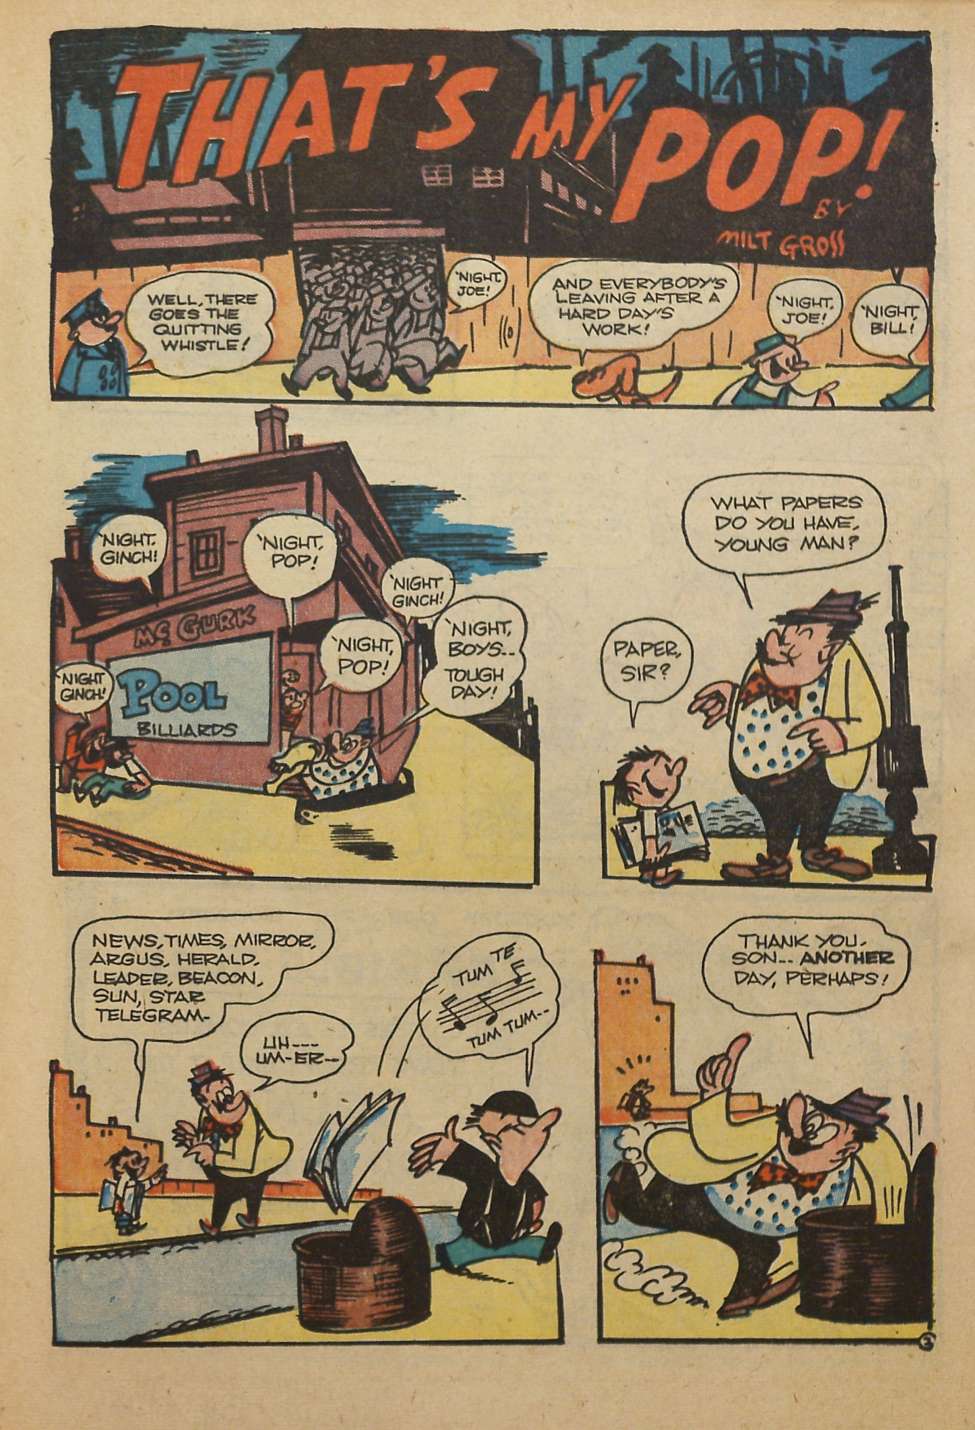 THAT'S MY POP!
BY
MILT GROSS
WELL, THERE
GOES THE
QUITTING
WHISTLE!
'NIGHT,
JOE!
AND EVERYBODY'S
LEAVING AFTER A
HARD DAY'S
WORK!
'NIGHT,
JOE!
'NIGHT,
BILL!
'NIGHT,
GINCH!
'NIGHT,
POP!
'NIGHT
GINCH!
'NIGHT,
BOYS--
TOUGH
DAY!
'NIGHT,
POP!
'NIGHT
GINCH!
MC GURK
POOL
BILLIARDS
WHAT PAPERS
DO YOU HAVE,
YOUNG MAN?
PAPER,
SIR?
NEWS, TIMES, MIRROR,
ARGUS, HERALD,
LEADER, BEACON,
SUN, STAR
TELEGRAM-
UH---
UM-ER--
TUM TE
TUM TUM--
THANK YOU,
SON-- ANOTHER
DAY, PERHAPS!
2